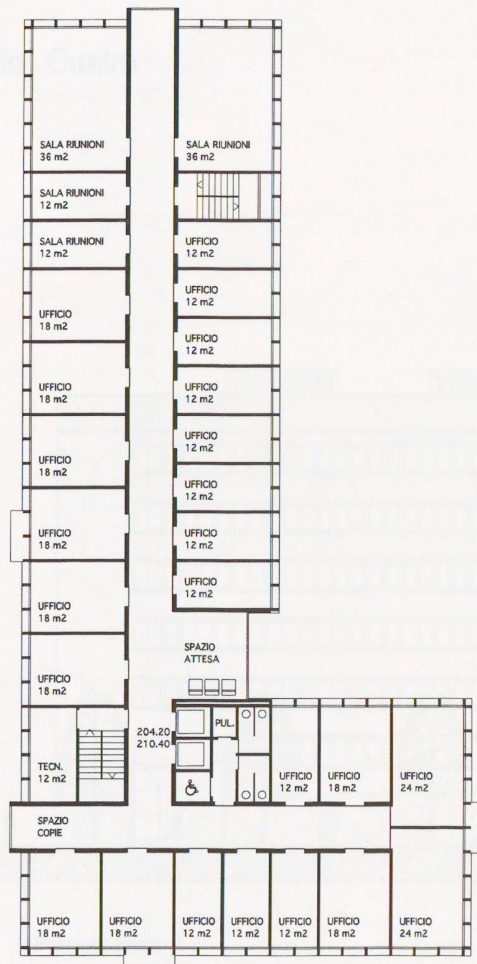 SALA RIUNIONI
36 m2
SALA RIUNIONI
36 m2
SALA RIUNIONI
12 m2
SALA RIUNIONI
12 m2
UFFICIO
12 m2
UFFICIO
18 m2
UFFICIO
12 m2
UFFICIO
12 m2
UFFICIO
18 m2
UFFICIO
12 m2
UFFICIO
18 m2
UFFICIO
12 m2
UFFICIO
18 m2
UFFICIO
12 m2
UFFICIO
12 m2
UFFICIO
18 m2
UFFICIO
12 m2
UFFICIO
18 m2
SPAZIO
ATTESA
204.20
210.40
PUL.
TECN.
12 m2
UFFICIO
12 m2
UFFICIO
18 m2
UFFICIO
24 m2
SPAZIO
COPIE
UFFICIO
18 m2
UFFICIO
18 m2
UFFICIO
12 m2
UFFICIO
12 m2
UFFICIO
12 m2
UFFICIO
18 m2
UFFICIO
24 m2